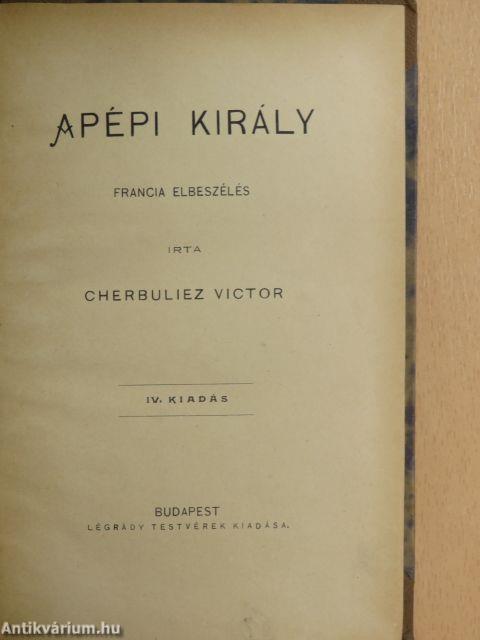 APÉPI KIRÁLY
FRANCIA ELBESZÉLÉS
IRTA
CHERBULIEZ VICTOR
IV. KIADÁS
BUDAPEST
LÉGRÁDY TESTVÉREK KIADÁSA.
Antikvárium.hu